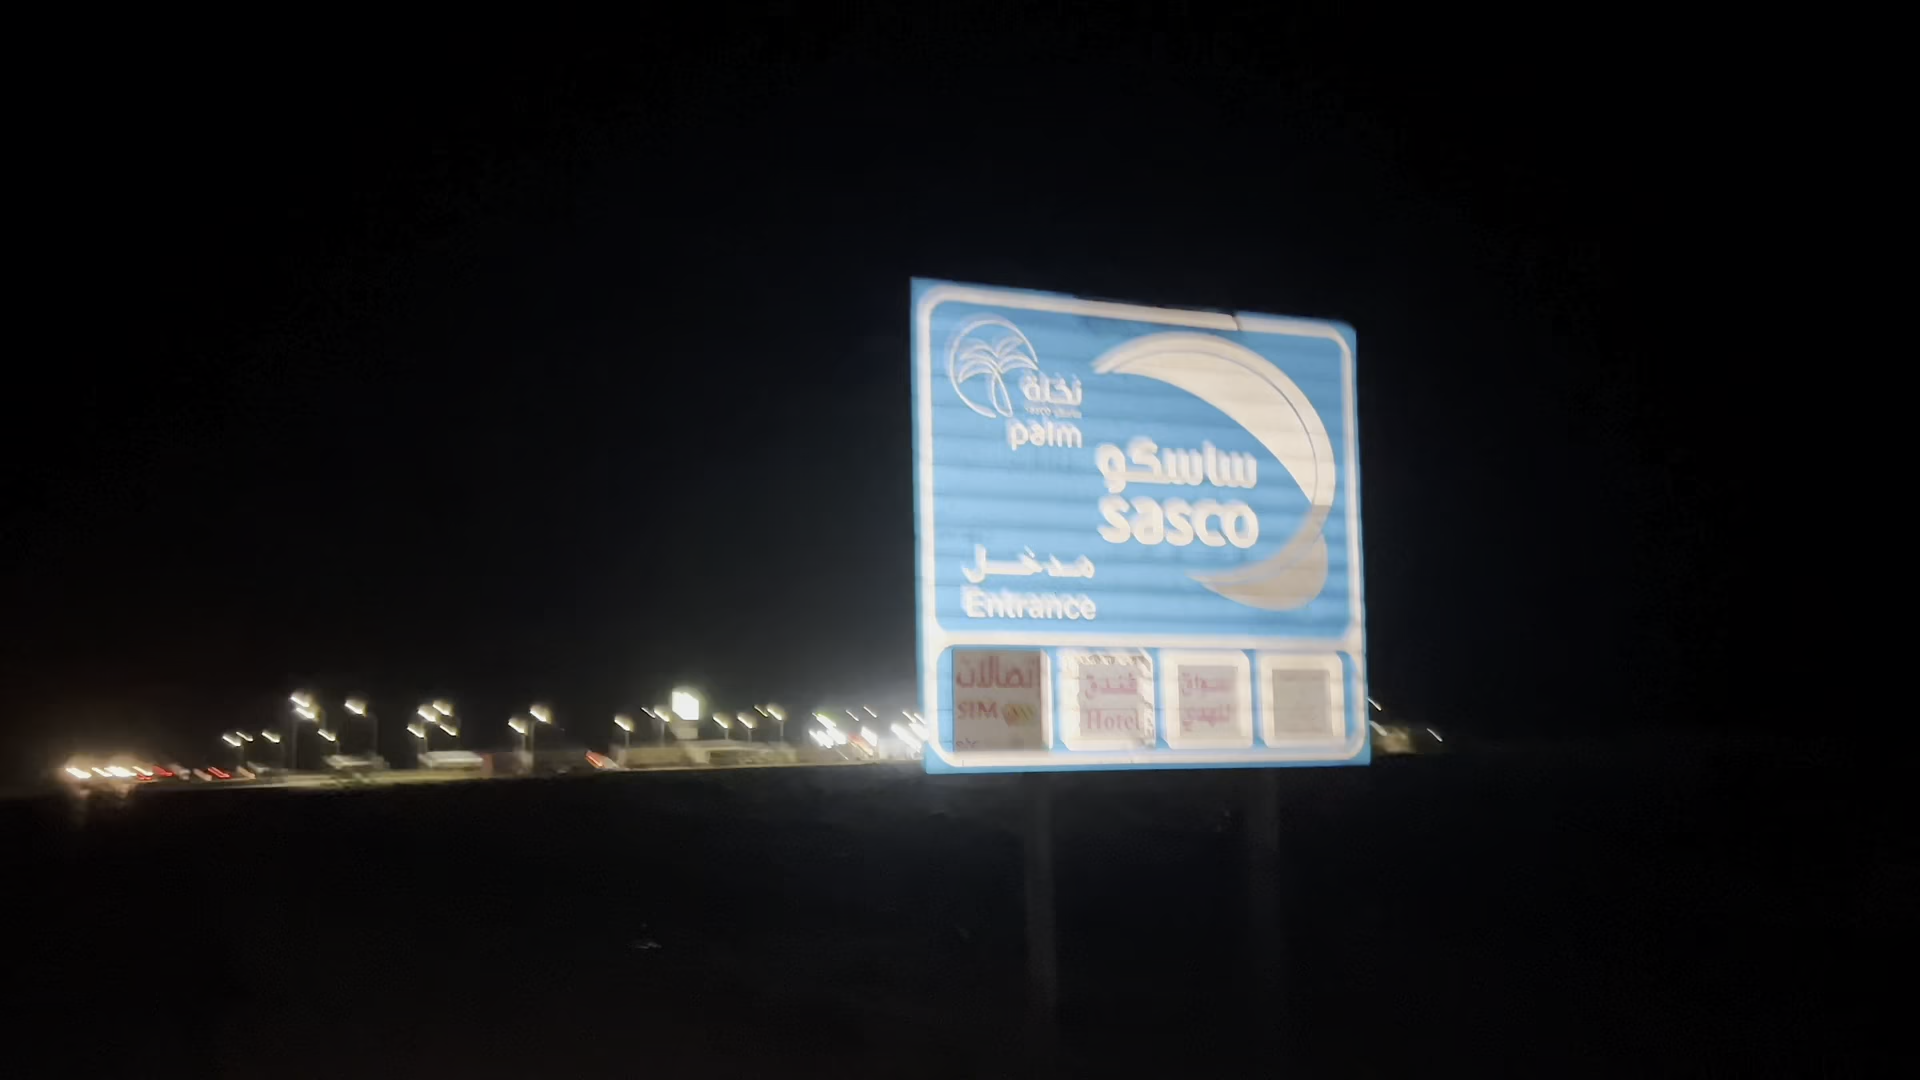 نخلة
palm
ساسكو
sasco
مدخل
Entrance
اتصالات
SIM
فندق
Hotel